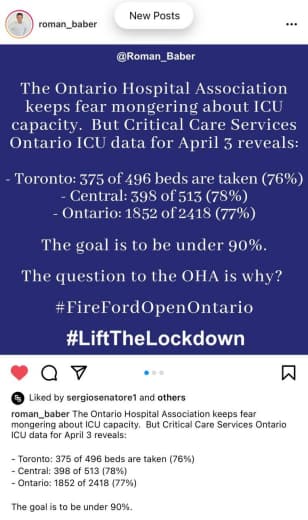 roman_baber
New Posts
@Roman_Baber
The Ontario Hospital Association
keeps fear mongering about ICU
capacity. But Critical Care Services
Ontario ICU data for April 3 reveals:
- Toronto: 375 of 496 beds are taken (76%)
- Central: 398 of 513 (78%)
- Ontario: 1852 of 2418 (77%)
The goal is to be under 90%.
The question to the OHA is why?
#FireFordOpenOntario
#LiftTheLockdown
Liked by sergiosenatore1 and others
roman_baber The Ontario Hospital Association keeps fear
mongering about ICU capacity. But Critical Care Services Ontario
ICU data for April 3 reveals:
- Toronto: 375 of 496 beds are taken (76%)
- Central: 398 of 513 (78%)
- Ontario: 1852 of 2418 (77%)
The goal is to be under 90%.